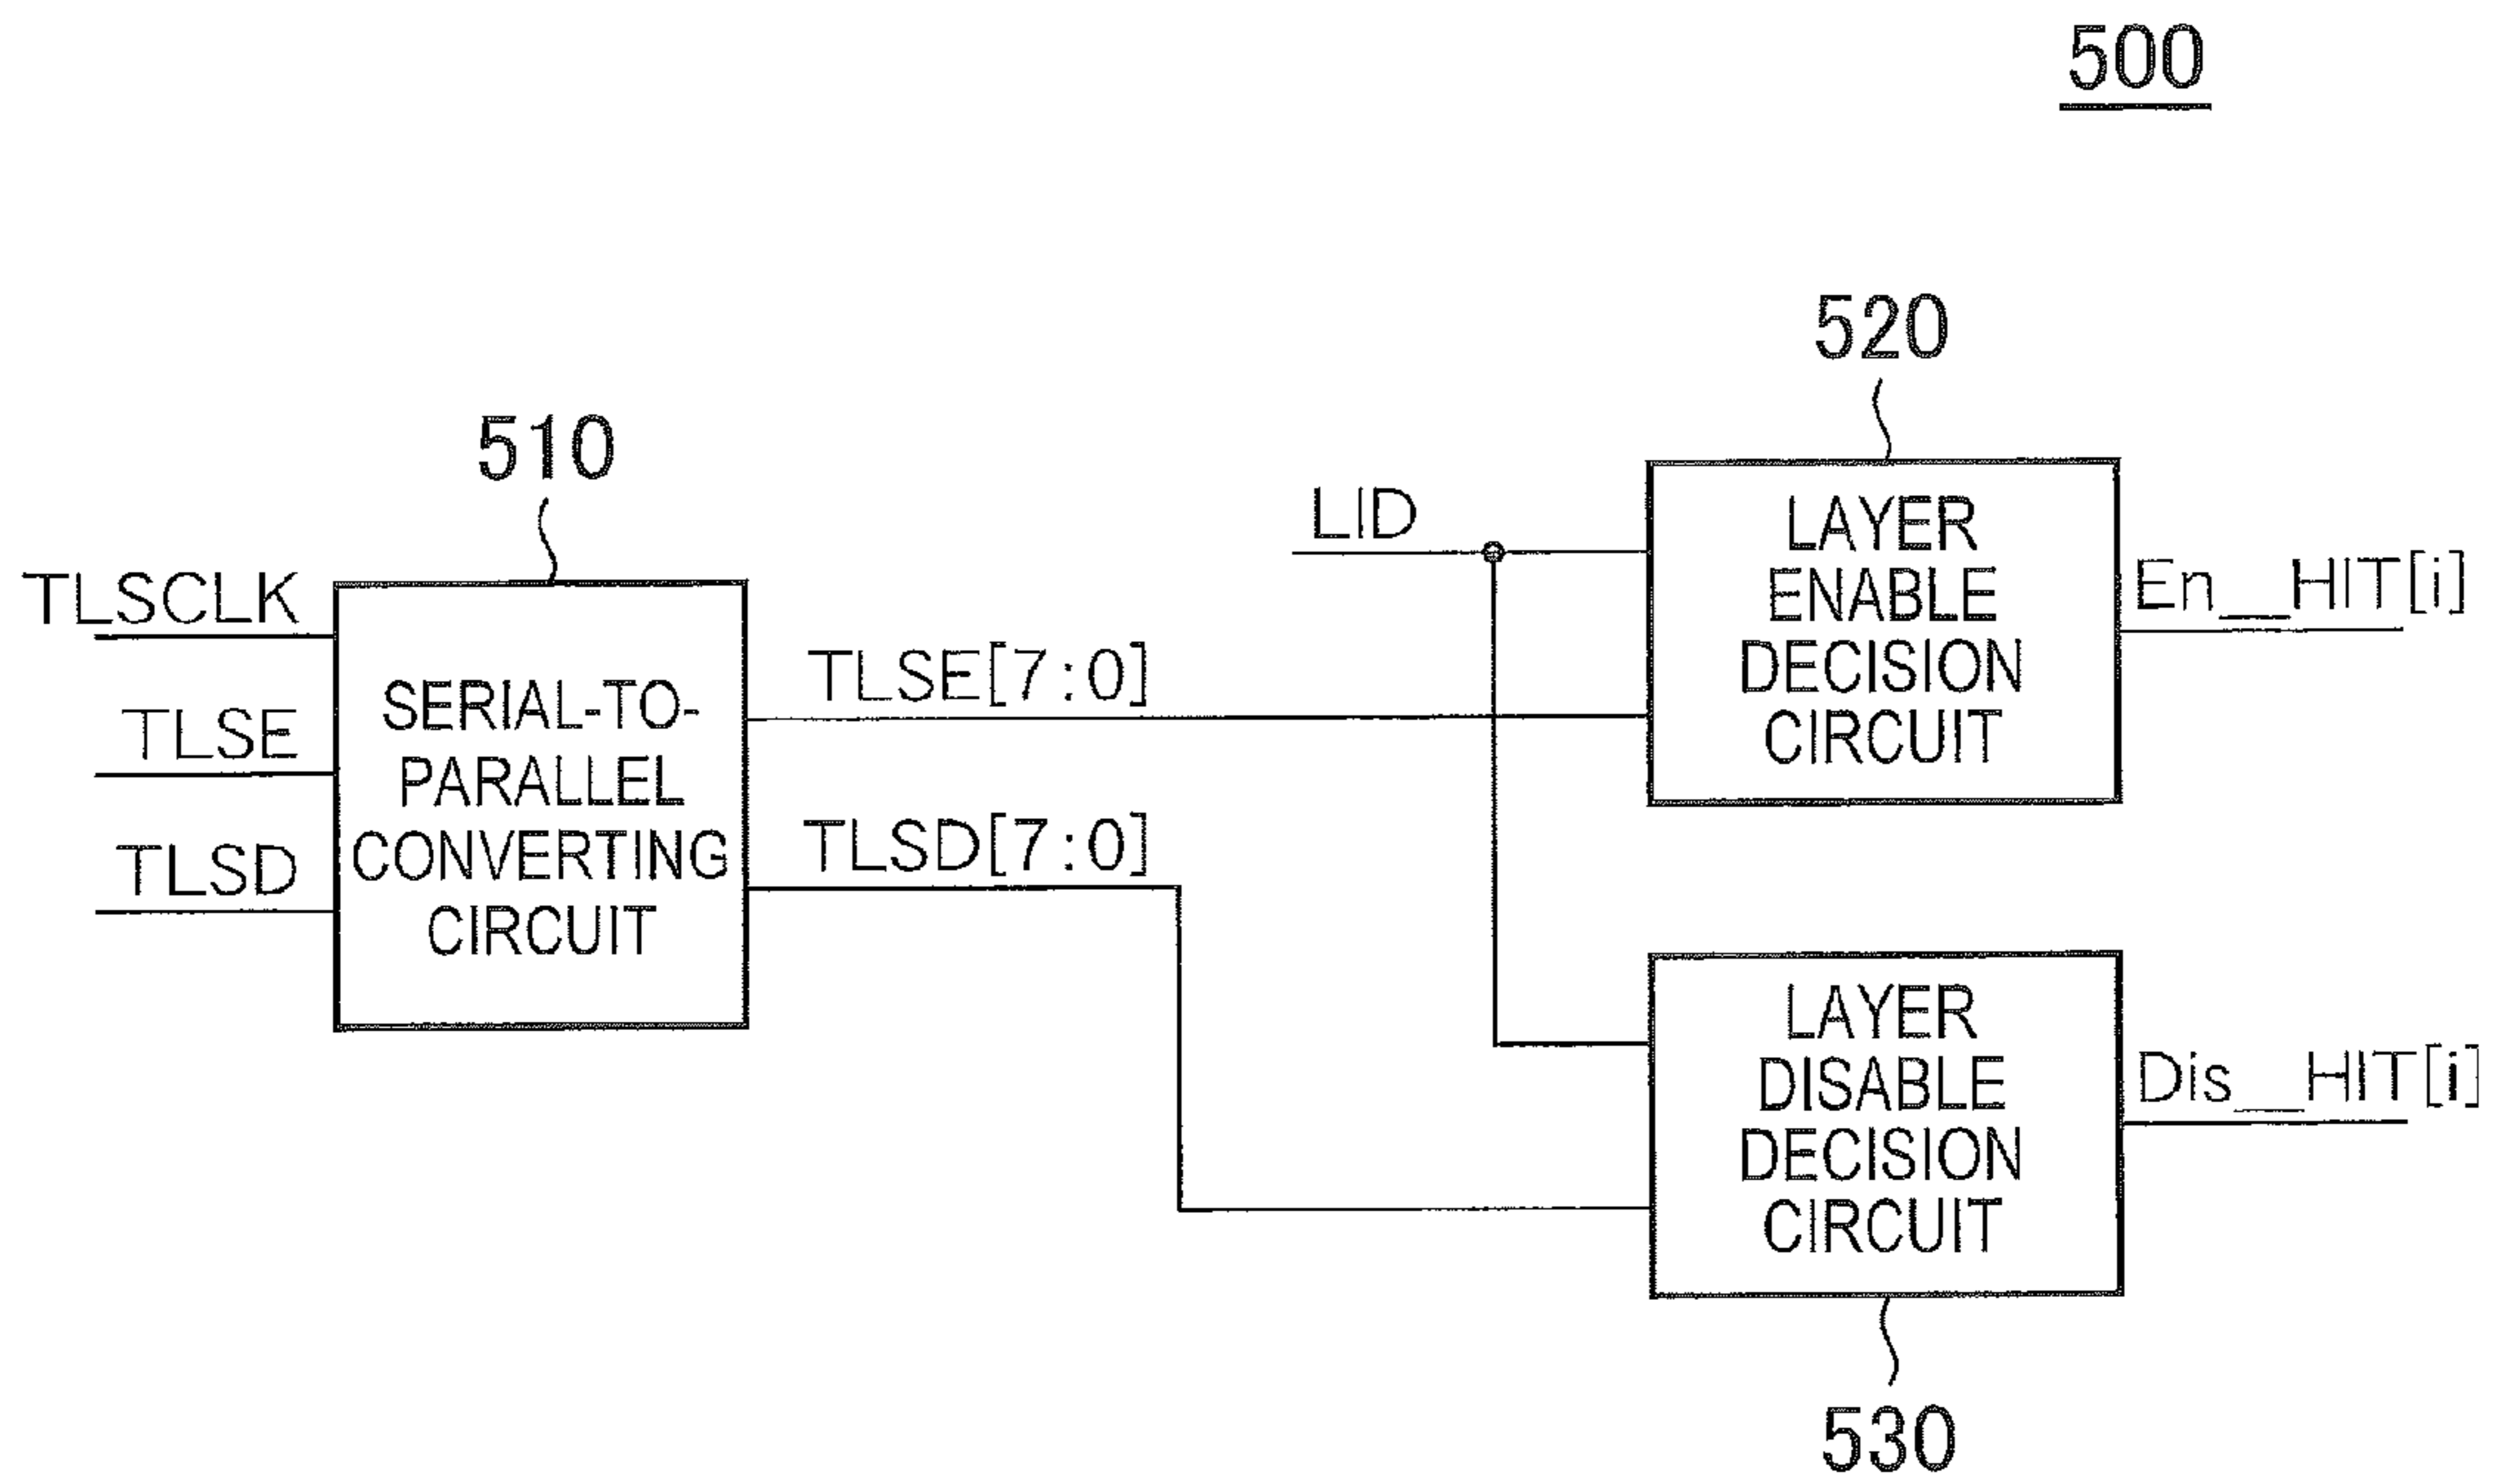 500
520
510
LID
LAYER
ENABLE
DECISION
CIRCUIT
En__HIT[i]
TLSCLK
TLSE
TLSD
SERIAL-TO-
PARALLEL
CONVERTING
CIRCUIT
TLSE[7:0]
TLSD[7:0]
LAYER
DISABLE
DECISION
CIRCUIT
Dis__HIT[i]
530